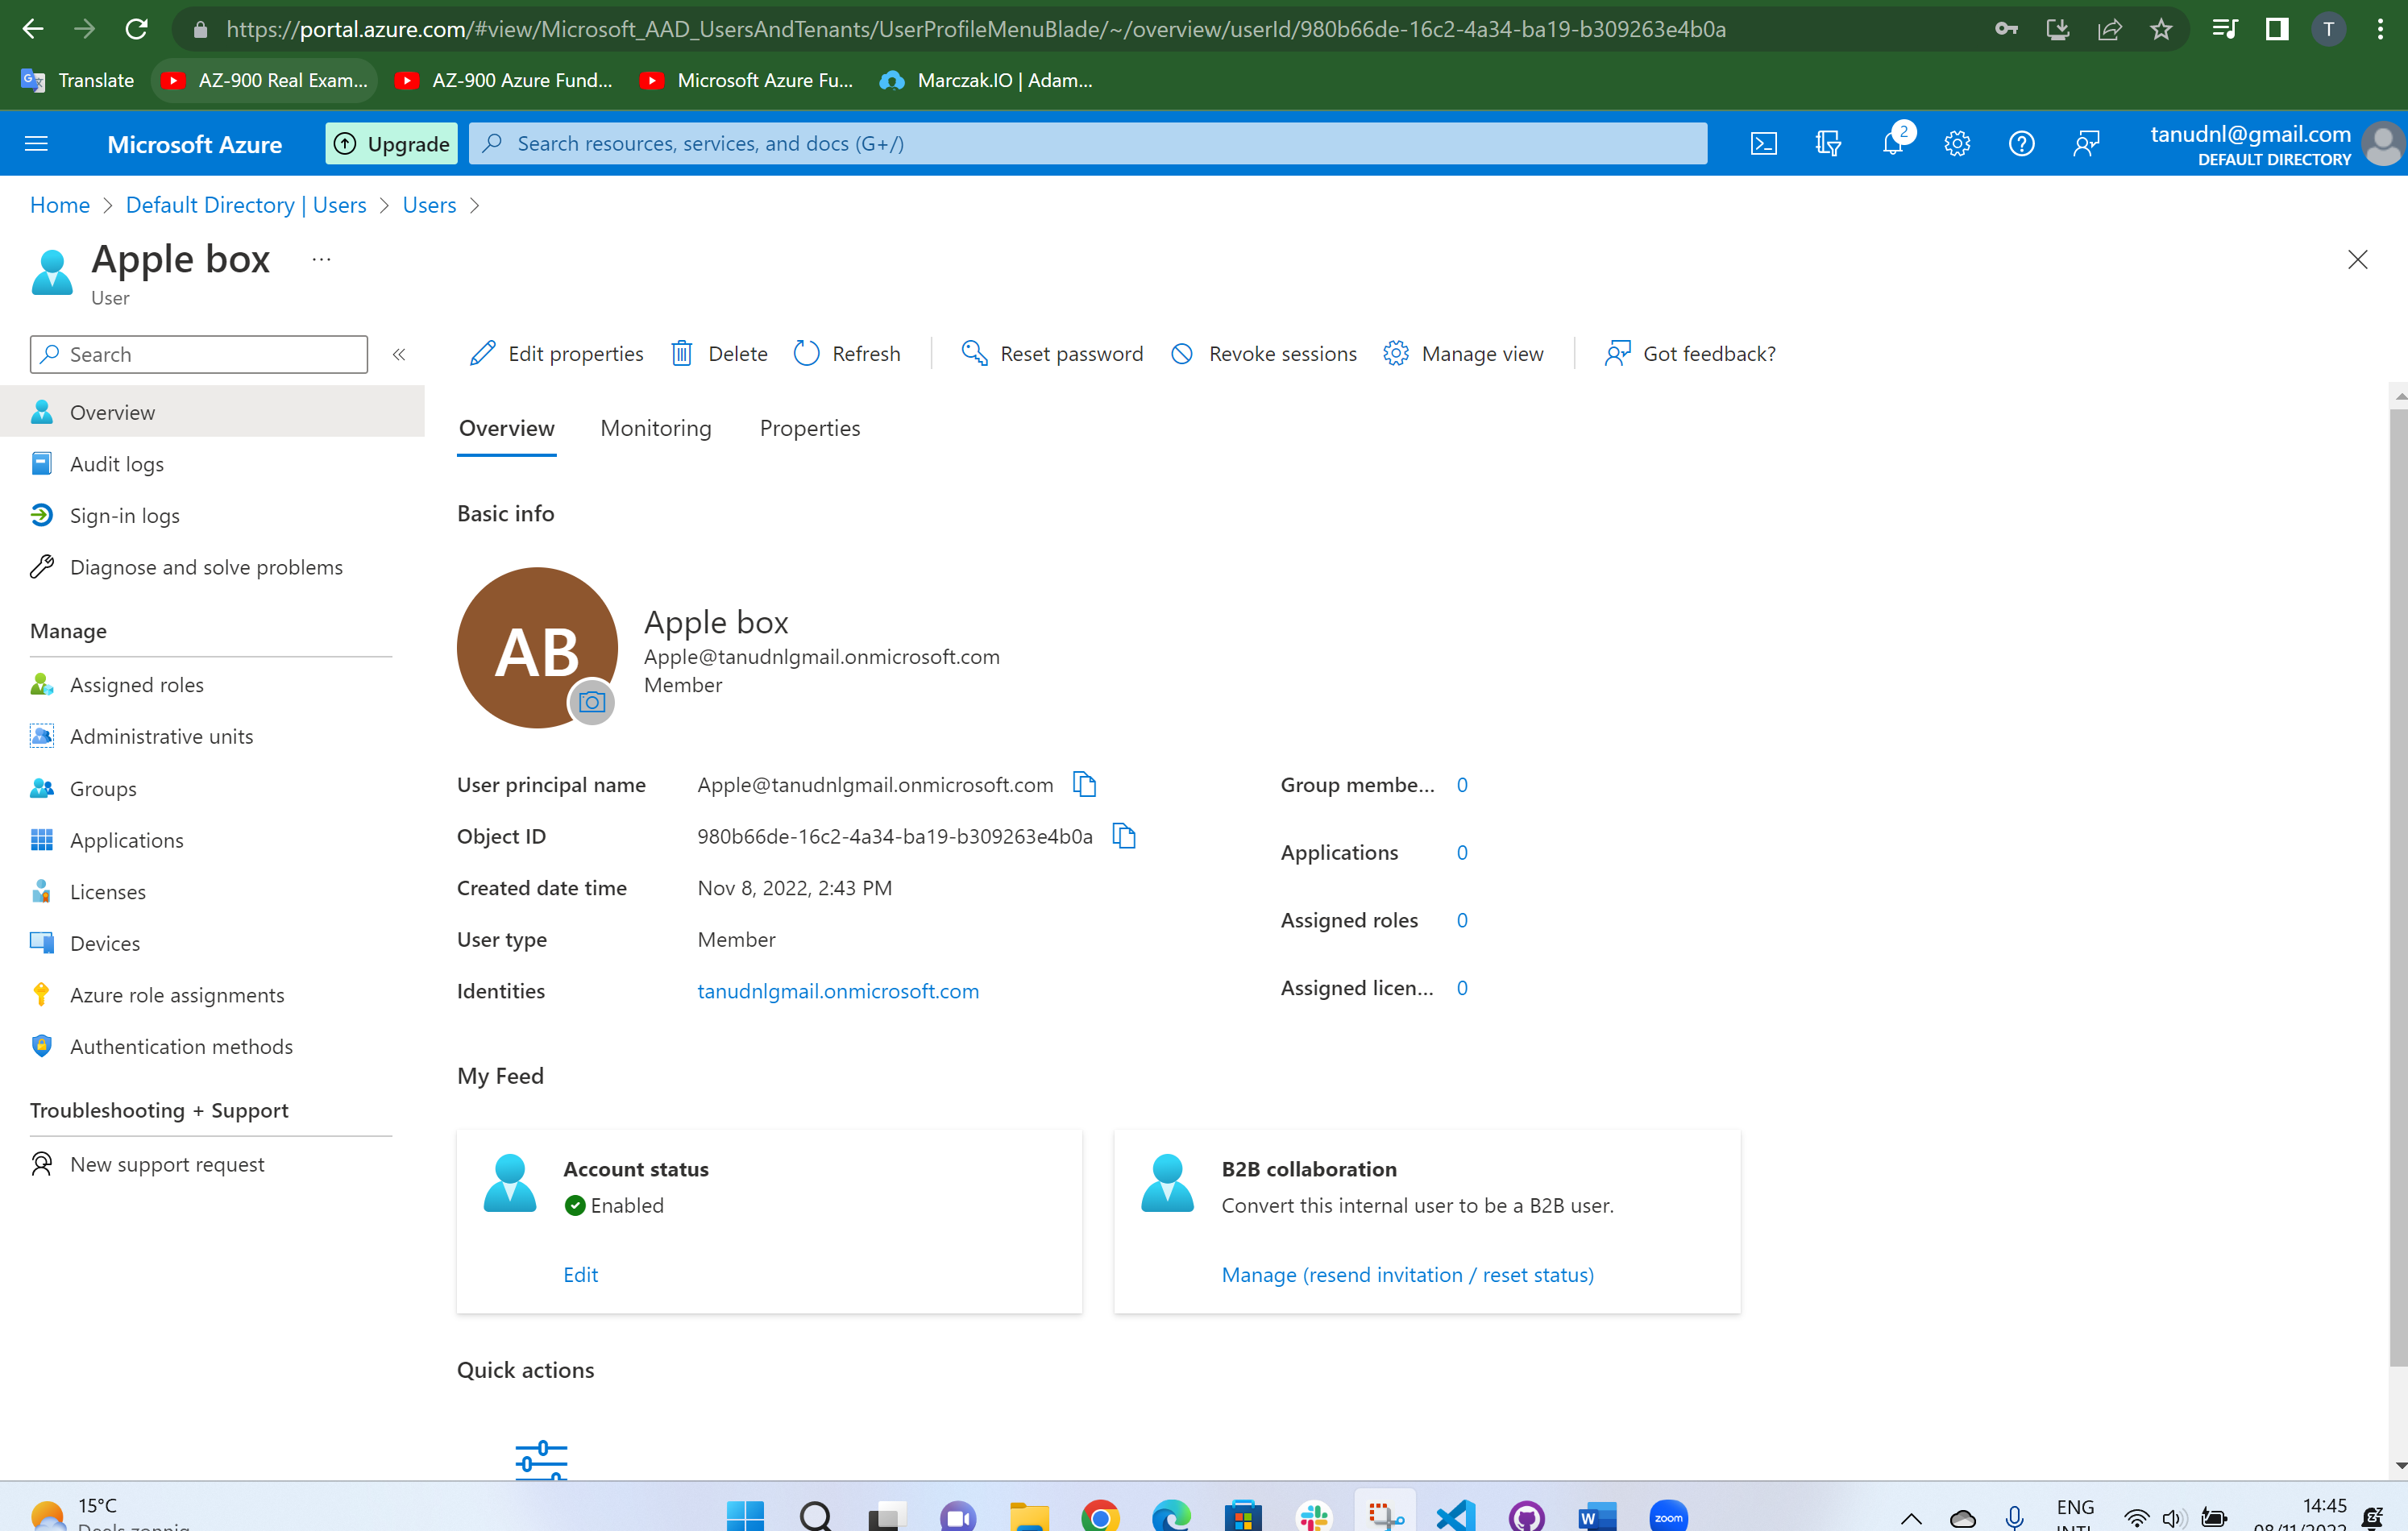 https://portal.azure.com/#view/Microsoft_AAD_UsersAndTenants/UserProfileMenuBlade/~/overview/userId/980b66de-16c2-4a34-ba19-b309263e4b0a
T
Translate
AZ-900 Real Exam...
AZ-900 Azure Fund...
Microsoft Azure Fu...
Marczak.IO | Adam...
Microsoft Azure
Upgrade
Search resources, services, and docs (G+/)
2
tanudnl@gmail.com
DEFAULT DIRECTORY
Home > Default Directory | Users > Users >
Apple box ...
User
Search «
Edit properties
Delete
Refresh
Reset password
Revoke sessions
Manage view
Got feedback?
Overview
Audit logs
Sign-in logs
Diagnose and solve problems
Manage
Assigned roles
Administrative units
Groups
Applications
Licenses
Devices
Azure role assignments
Authentication methods
Troubleshooting + Support
New support request
Overview Monitoring Properties
Basic info
AB
Apple box
Apple@tanudnlgmail.onmicrosoft.com
Member
User principal name Apple@tanudnlgmail.onmicrosoft.com
Object ID 980b66de-16c2-4a34-ba19-b309263e4b0a
Created date time Nov 8, 2022, 2:43 PM
User type Member
Identities tanudnlgmail.onmicrosoft.com
Group membe... 0
Applications 0
Assigned roles 0
Assigned licen... 0
My Feed
Account status
Enabled
Edit
B2B collaboration
Convert this internal user to be a B2B user.
Manage (resend invitation / reset status)
Quick actions
15°C
Deels zonnig
W
zoom
ENG
INTL
14:45
08/11/2022